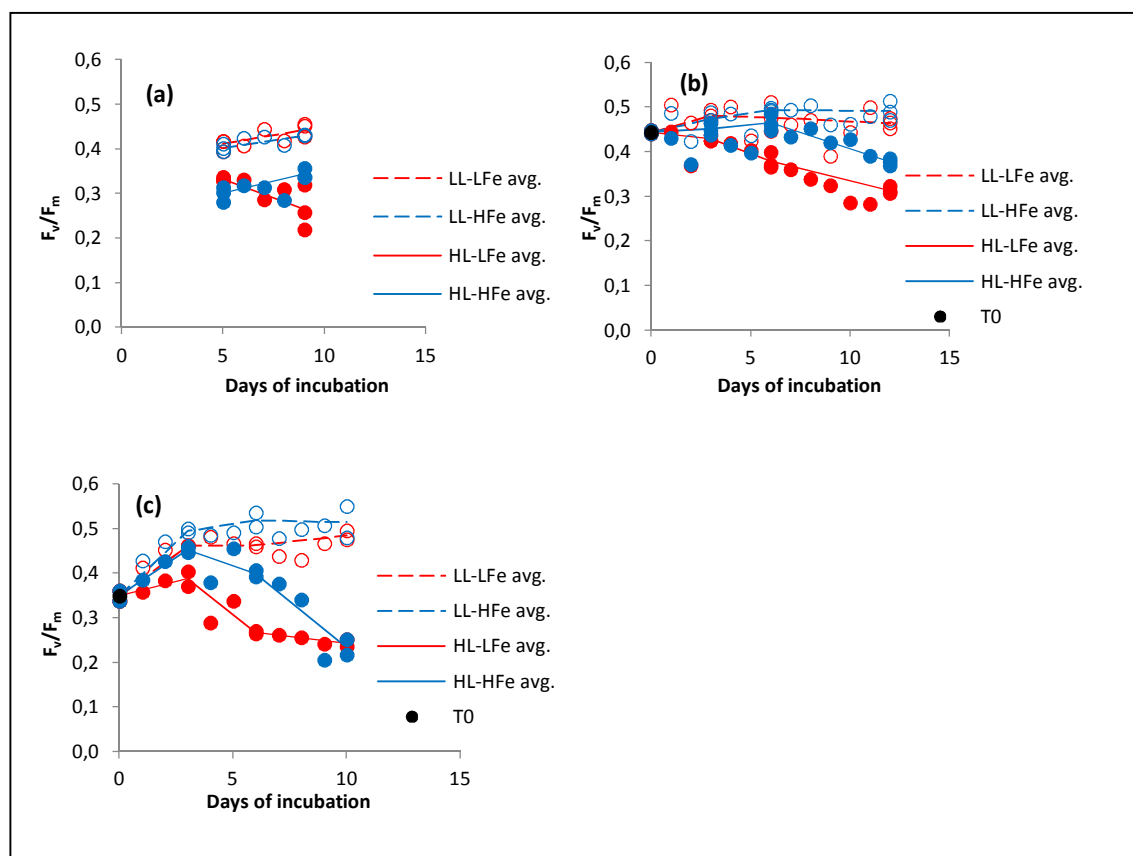 (a)
0,6
0,5
0,4
0,3
0,2
0,1
0,0
Fv/Fm
0 5 10 15
Days of incubation
LL-LFe avg.
LL-HFe avg.
HL-LFe avg.
HL-HFe avg.
(b)
0,6
0,5
0,4
0,3
0,2
0,1
0,0
Fv/Fm
0 5 10 15
Days of incubation
LL-LFe avg.
LL-HFe avg.
HL-LFe avg.
HL-HFe avg.
T0
(c)
0,6
0,5
0,4
0,3
0,2
0,1
0,0
Fv/Fm
0 5 10 15
Days of incubation
LL-LFe avg.
LL-HFe avg.
HL-LFe avg.
HL-HFe avg.
T0